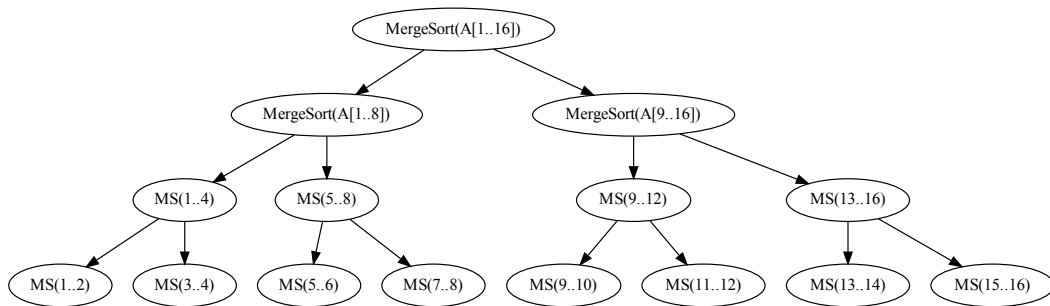 MergeSort(A[1..16])
MergeSort(A[1..8])
MergeSort(A[9..16])
MS(1..4)
MS(5..8)
MS(9..12)
MS(13..16)
MS(1..2)
MS(3..4)
MS(5..6)
MS(7..8)
MS(9..10)
MS(11..12)
MS(13..14)
MS(15..16)